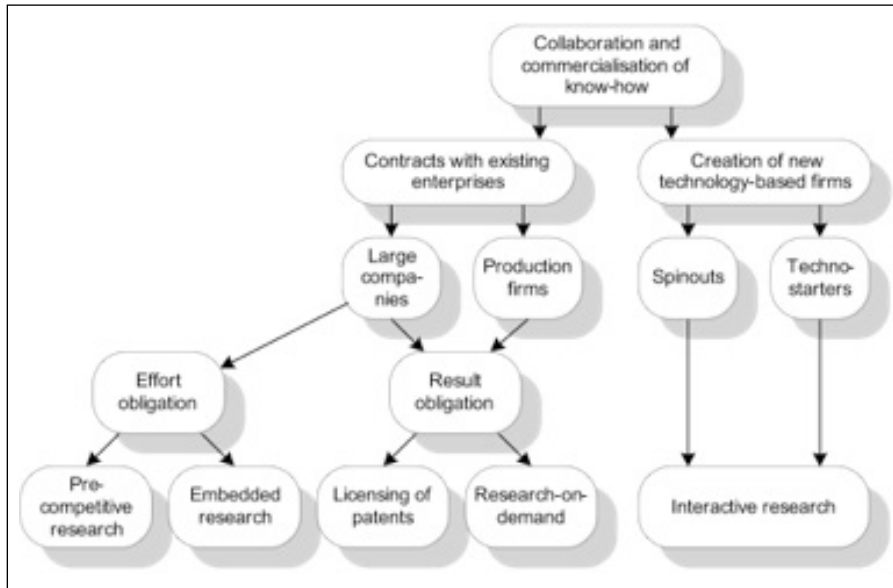 Collaboration and
commercialisation of
know-how
Contracts with existing
enterprises
Creation of new
technology-based firms
Large
compa-
nies
Production
firms
Spinouts
Techno-
starters
Effort
obligation
Result
obligation
Pre-
competitive
research
Embedded
research
Licensing of
patents
Research-on-
demand
Interactive research